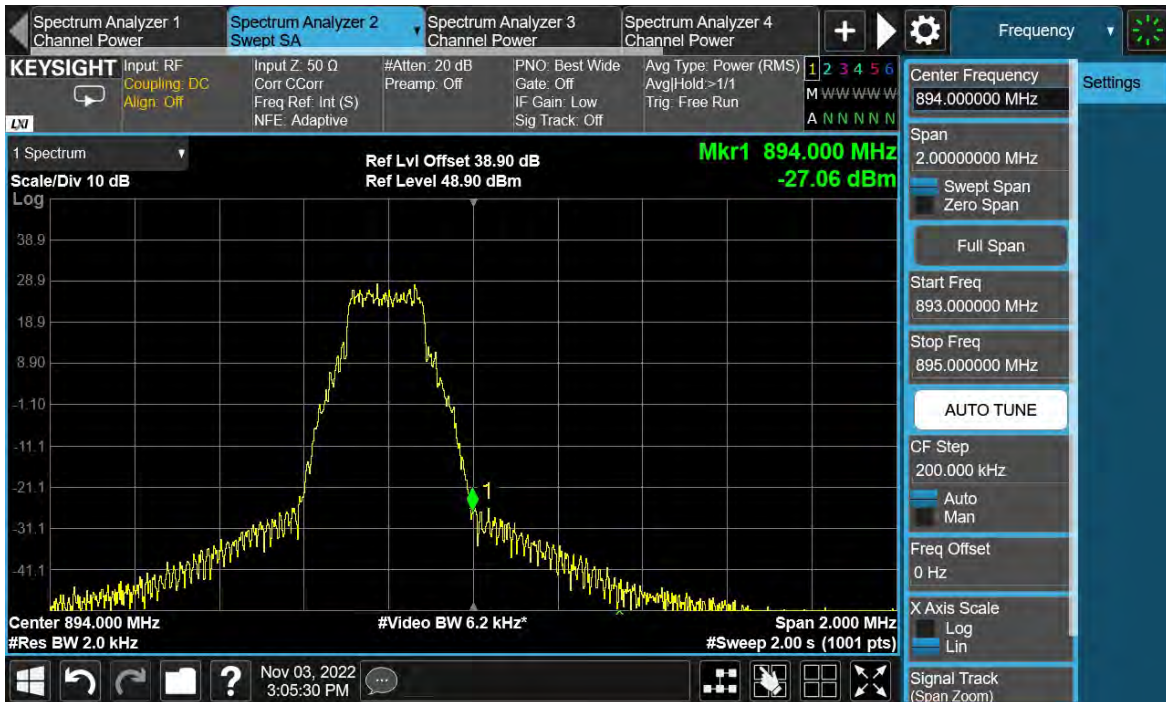 Spectrum Analyzer 1
Channel Power
Spectrum Analyzer 2
Swept SA
Spectrum Analyzer 3
Channel Power
Spectrum Analyzer 4
Channel Power
Frequency
KEYSIGHT
LXI
Input: RF
Coupling: DC
Align: Off
Input Z: 50 Ω
Corr CCorr
Freq Ref: Int (S)
NFE: Adaptive
#Atten: 20 dB
Preamp: Off
PNO: Best Wide
Gate: Off
IF Gain: Low
Sig Track: Off
Avg Type: Power (RMS)
Avg|Hold:>1/1
Trig: Free Run
1 2 3 4 5 6
M W W W W W
A N N N N N
1 Spectrum
Scale/Div 10 dB
Log
Ref Lvl Offset 38.90 dB
Ref Level 48.90 dBm
Mkr1 894.000 MHz
-27.06 dBm
38.9
28.9
18.9
8.90
-1.10
-11.1
-21.1
-31.1
-41.1
1
Center 894.000 MHz
#Res BW 2.0 kHz
#Video BW 6.2 kHz*
Span 2.000 MHz
#Sweep 2.00 s (1001 pts)
Nov 03, 2022
3:05:30 PM
Center Frequency
894.000000 MHz
Span
2.00000000 MHz
Swept Span
Zero Span
Full Span
Start Freq
893.000000 MHz
Stop Freq
895.000000 MHz
AUTO TUNE
CF Step
200.000 kHz
Auto
Man
Freq Offset
0 Hz
X Axis Scale
Log
Lin
Signal Track
(Span Zoom)
Settings